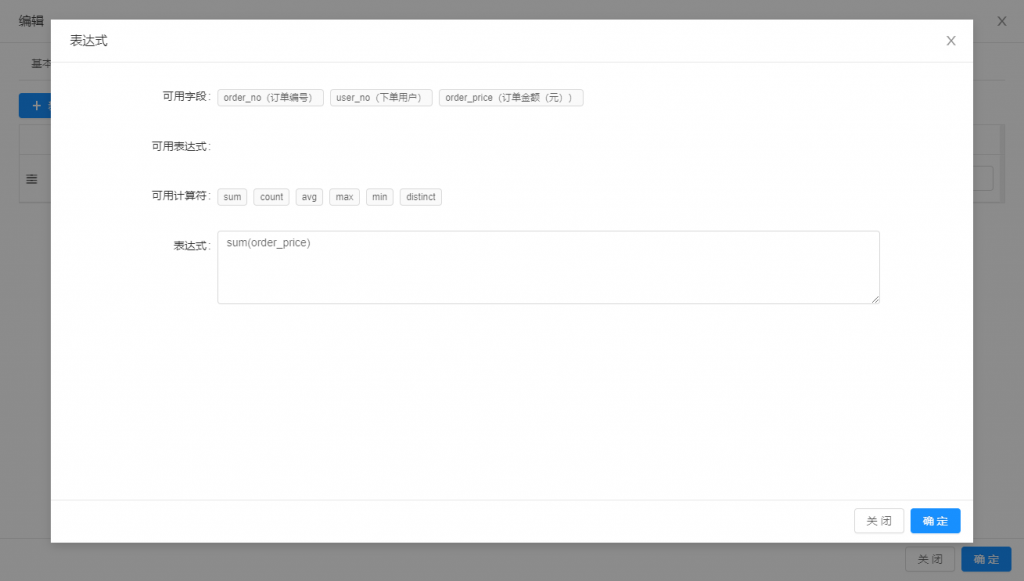 编辑
表达式
基本
可用字段: order_no（订单编号） user_no（下单用户） order_price（订单金额（元））
可用表达式:
可用计算符: sum count avg max min distinct
表达式: sum(order_price)
关 闭 确 定
关 闭 确 定